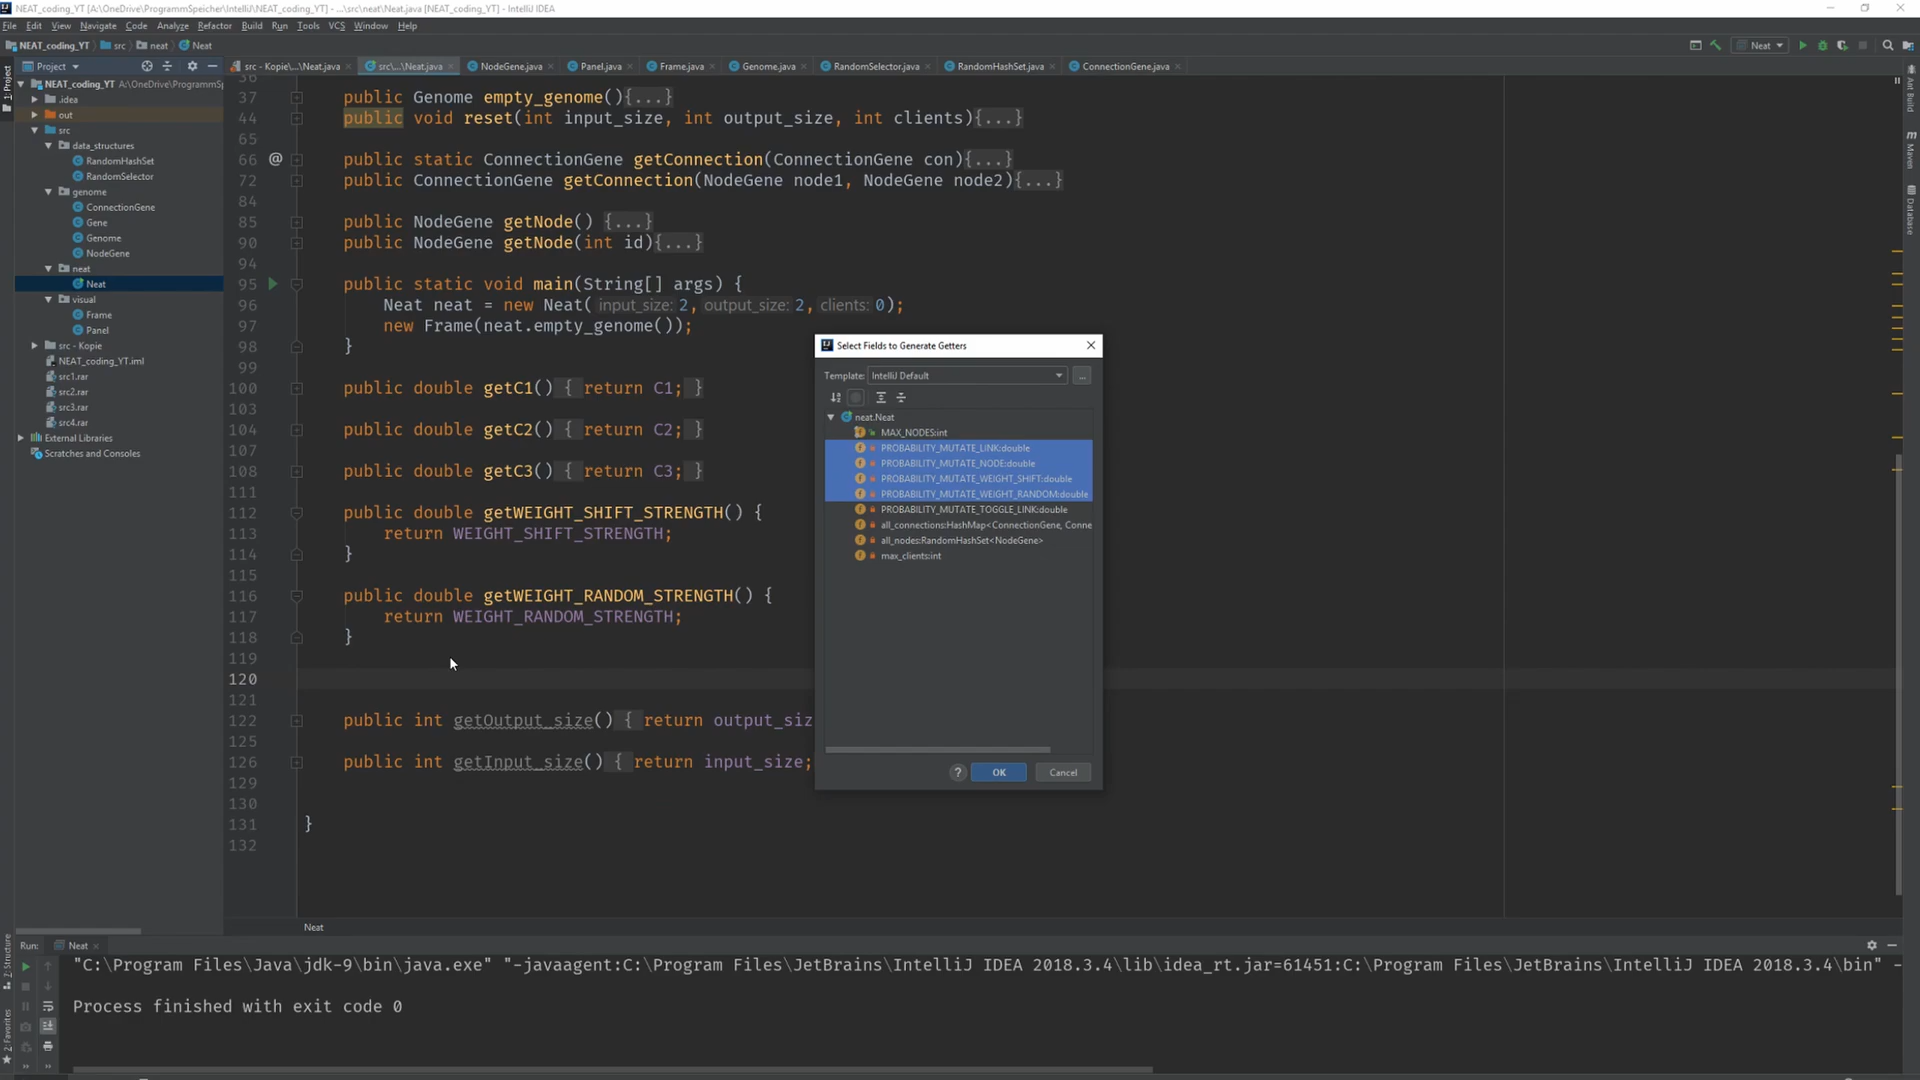 NEAT_coding_YT [A:\OneDrive\ProgrammSpeicher\IntelliJ\NEAT_coding_YT] - ...\src\neat\Neat.java [NEAT_coding_YT] - IntelliJ IDEA
File Edit View Navigate Code Analyze Refactor Build Run Tools VCS Window Help
NEAT_coding_YT src neat Neat
Neat
Project
src - Kopie\...\Neat.java
src\...\Neat.java
NodeGene.java
Panel.java
Frame.java
Genome.java
RandomSelector.java
RandomHashSet.java
ConnectionGene.java
1: Project
NEAT_coding_YT A:\OneDrive\ProgrammSp
.idea
out
src
data_structures
RandomHashSet
RandomSelector
genome
ConnectionGene
Gene
Genome
NodeGene
neat
Neat
visual
Frame
Panel
src - Kopie
NEAT_coding_YT.iml
src1.rar
src2.rar
src3.rar
src4.rar
External Libraries
Scratches and Consoles
36
37 public Genome empty_genome(){...}
44 public void reset(int input_size, int output_size, int clients){...}
65
66 @ public static ConnectionGene getConnection(ConnectionGene con){...}
72 public ConnectionGene getConnection(NodeGene node1, NodeGene node2){...}
84
85 public NodeGene getNode() {...}
90 public NodeGene getNode(int id){...}
94
95 public static void main(String[] args) {
96 Neat neat = new Neat( input_size: 2, output_size: 2, clients: 0);
97 new Frame(neat.empty_genome());
98 }
99
100 public double getC1() { return C1; }
103
104 public double getC2() { return C2; }
107
108 public double getC3() { return C3; }
111
112 public double getWEIGHT_SHIFT_STRENGTH() {
113 return WEIGHT_SHIFT_STRENGTH;
114 }
115
116 public double getWEIGHT_RANDOM_STRENGTH() {
117 return WEIGHT_RANDOM_STRENGTH;
118 }
119
120
121
122 public int getOutput_size() { return output_siz
125
126 public int getInput_size() { return input_size;
129
130
131 }
132
Select Fields to Generate Getters
Template: IntelliJ Default
...
neat.Neat
MAX_NODES:int
PROBABILITY_MUTATE_LINK:double
PROBABILITY_MUTATE_NODE:double
PROBABILITY_MUTATE_WEIGHT_SHIFT:double
PROBABILITY_MUTATE_WEIGHT_RANDOM:double
PROBABILITY_MUTATE_TOGGLE_LINK:double
all_connections:HashMap<ConnectionGene, Conne
all_nodes:RandomHashSet<NodeGene>
max_clients:int
? OK Cancel
Ant Build
Maven
Database
Neat
Run: Neat
"C:\Program Files\Java\jdk-9\bin\java.exe" "-javaagent:C:\Program Files\JetBrains\IntelliJ IDEA 2018.3.4\lib\idea_rt.jar=61451:C:\Program Files\JetBrains\IntelliJ IDEA 2018.3.4\bin" -
Process finished with exit code 0
Z: Structure
2: Favorites